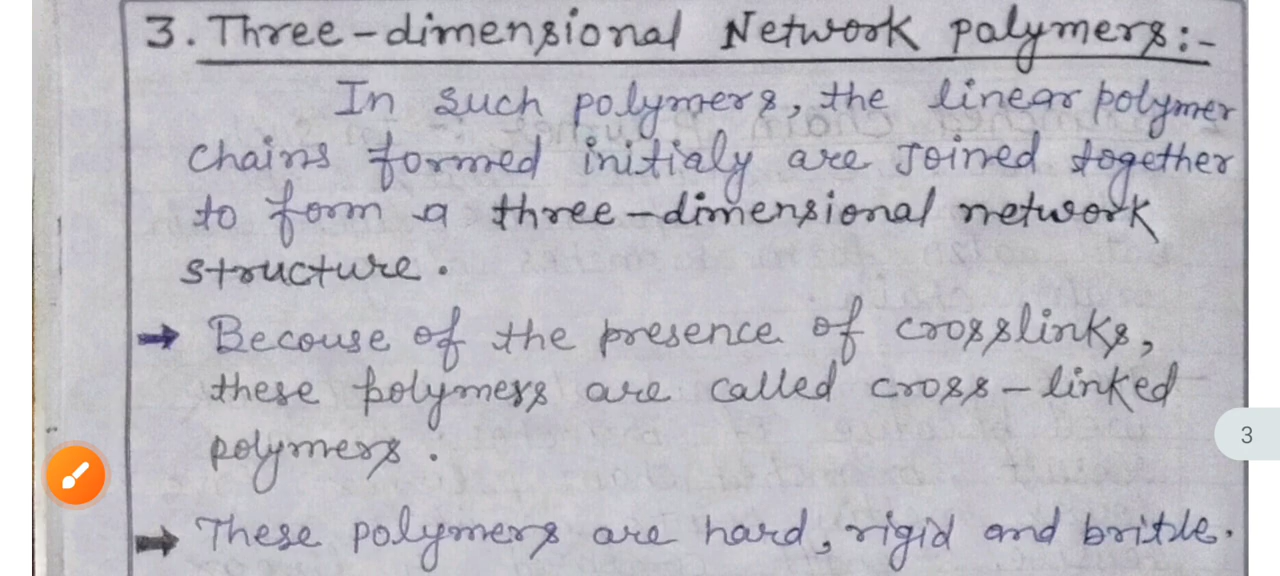 3. Three-dimensional Network polymers:-
In such polymers, the linear polymer
chains formed initialy are Joined together
to form a three-dimensional network
structure.
→ Becouse of the presence of crosslinks,
these polymers are called cross-linked
polymers.
3
→ These polymers are hard, rigid and britle.